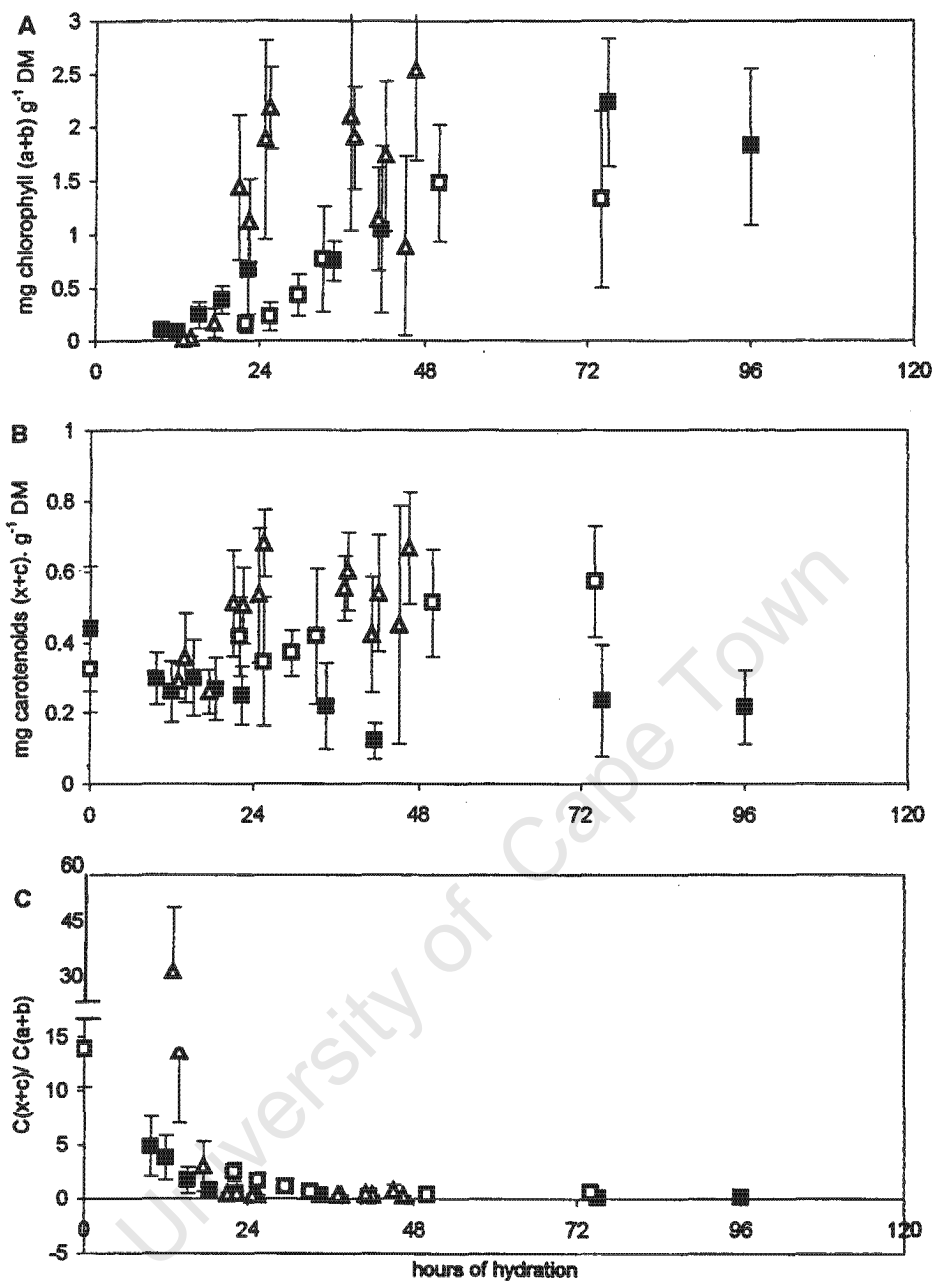 A
mg chlorophyll (a+b) g⁻¹ DM
3
2.5
2
1.5
1
0.5
0
0 24 48 72 96 120
B
mg carotenoids (x+c). g⁻¹ DM
1
0.8
0.6
0.4
0.2
0
0 24 48 72 96 120
C
C(x+c)/ C(a+b)
60
45
30
15
10
5
0
-5
0 24 48 72 96 120
hours of hydration
University of Cape Town